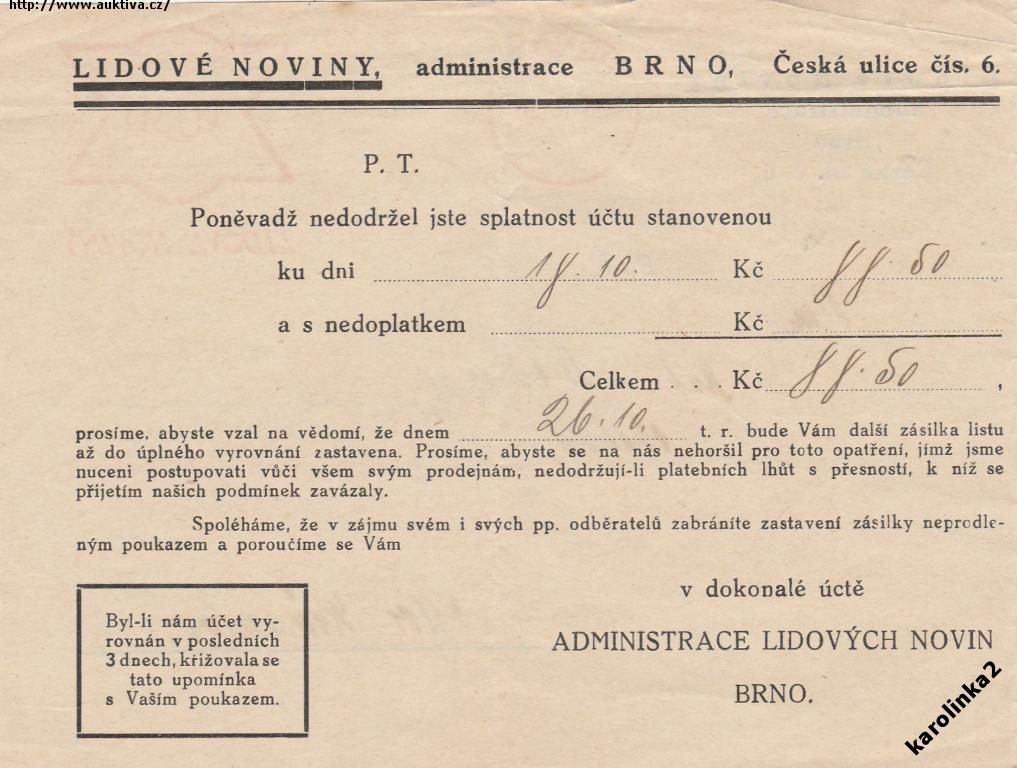 http://www.auktiva.cz/
LIDOVÉ NOVINY, administrace BRNO, Česká ulice čís. 6.
P. T.
Poněvadž nedodržel jste splatnost účtu stanovenou
ku dni 18.10. Kč 88.50
a s nedoplatkem Kč
Celkem . . . Kč 88.50 ,
prosíme, abyste vzal na vědomí, že dnem 26.10. t. r. bude Vám další zásilka listu
až do úplného vyrovnání zastavena. Prosíme, abyste se na nás nehoršil pro toto opatření, jímž jsme
nuceni postupovati vůči všem svým prodejnám, nedodržují-li platebních lhůt s přesností, k níž se
přijetím našich podmínek zavázaly.
Spoléháme, že v zájmu svém i svých pp. odběratelů zabráníte zastavení zásilky neprodle-
ným poukazem a poroučíme se Vám
v dokonalé úctě
ADMINISTRACE LIDOVÝCH NOVIN
BRNO.
Byl-li nám účet vy-
rovnán v posledních
3 dnech, křižovala se
tato upomínka
s Vaším poukazem.
karolinka2